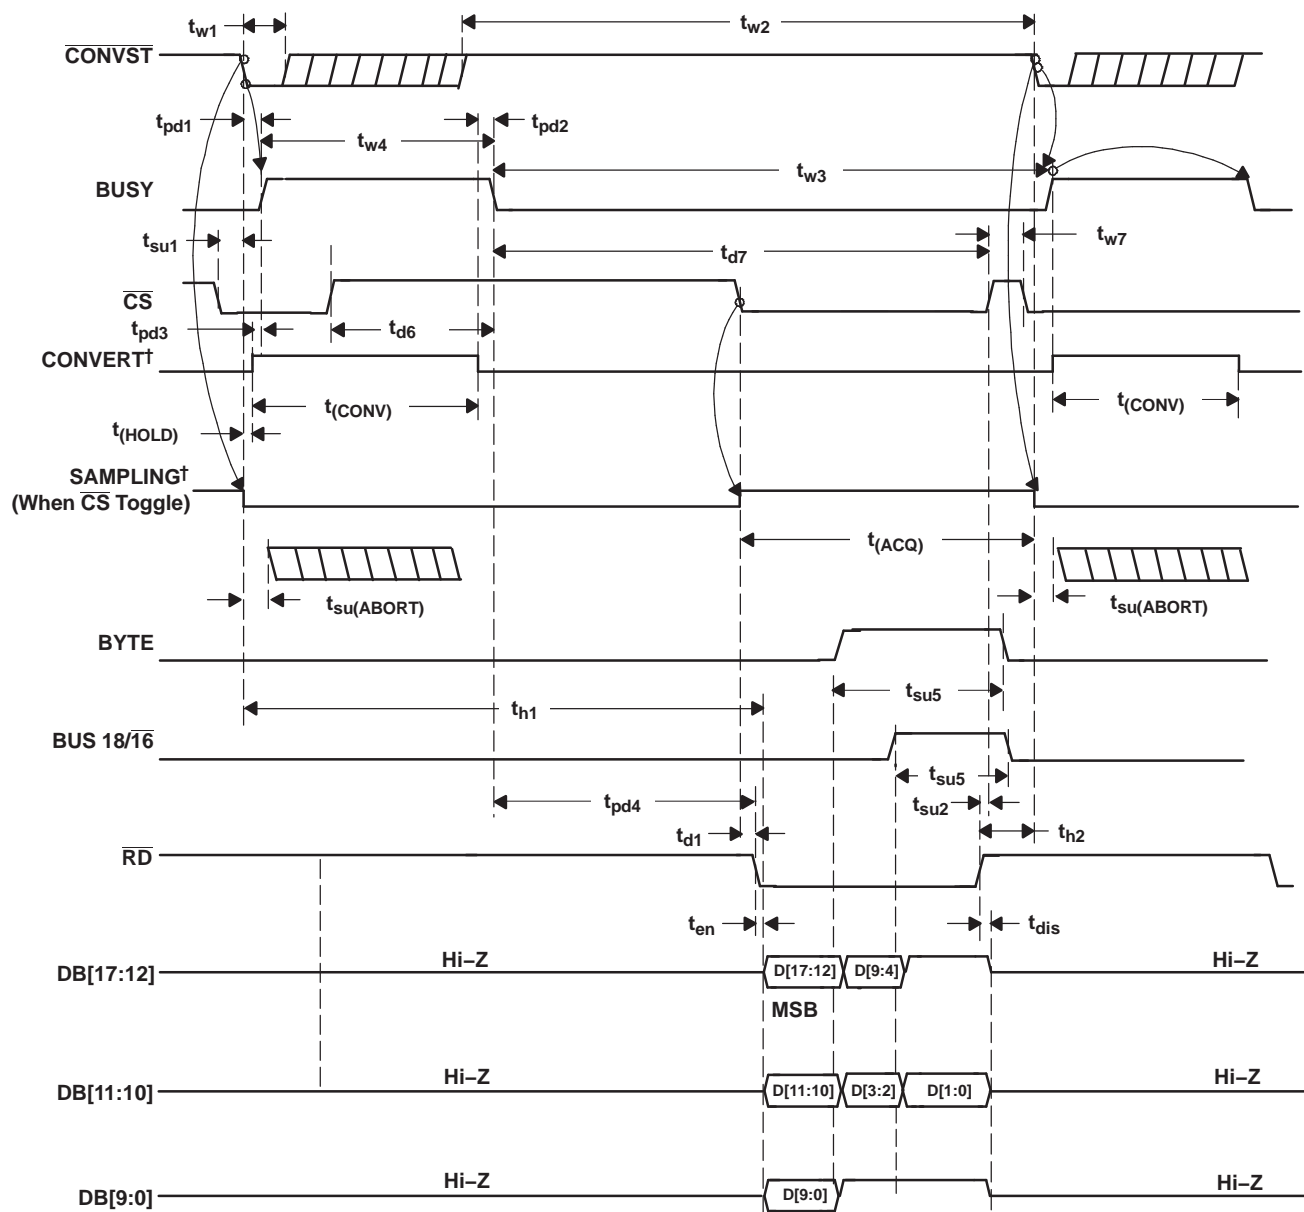 tw1
tw2
CONVST
tpd1
tw4
tpd2
tw3
BUSY
tsu1
td7
tw7
CS
tpd3
td6
CONVERT†
t(CONV)
t(CONV)
t(HOLD)
SAMPLING†
(When CS Toggle)
t(ACQ)
tsu(ABORT)
tsu(ABORT)
BYTE
tsu5
th1
BUS 18/16
tsu5
tpd4
tsu2
td1
th2
RD
ten
tdis
Hi–Z
Hi–Z
DB[17:12]
D[17:12]
D[9:4]
MSB
Hi–Z
Hi–Z
DB[11:10]
D[11:10]
D[3:2]
D[1:0]
Hi–Z
Hi–Z
DB[9:0]
D[9:0]